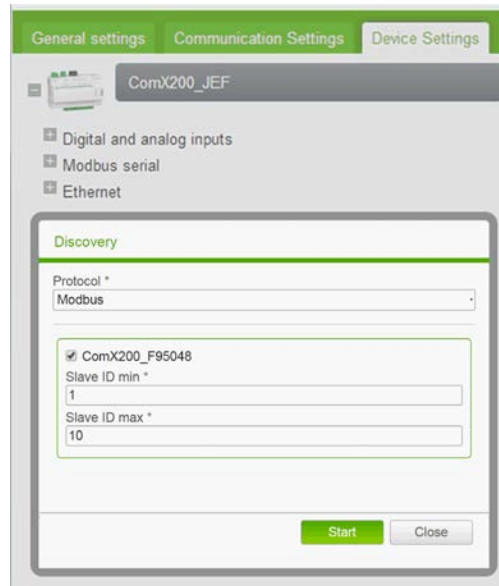 General settings
Communication Settings
Device Settings
ComX200_JEF
Digital and analog inputs
Modbus serial
Ethernet
Discovery
Protocol *
Modbus
ComX200_F95048
Slave ID min *
1
Slave ID max *
10
Start
Close